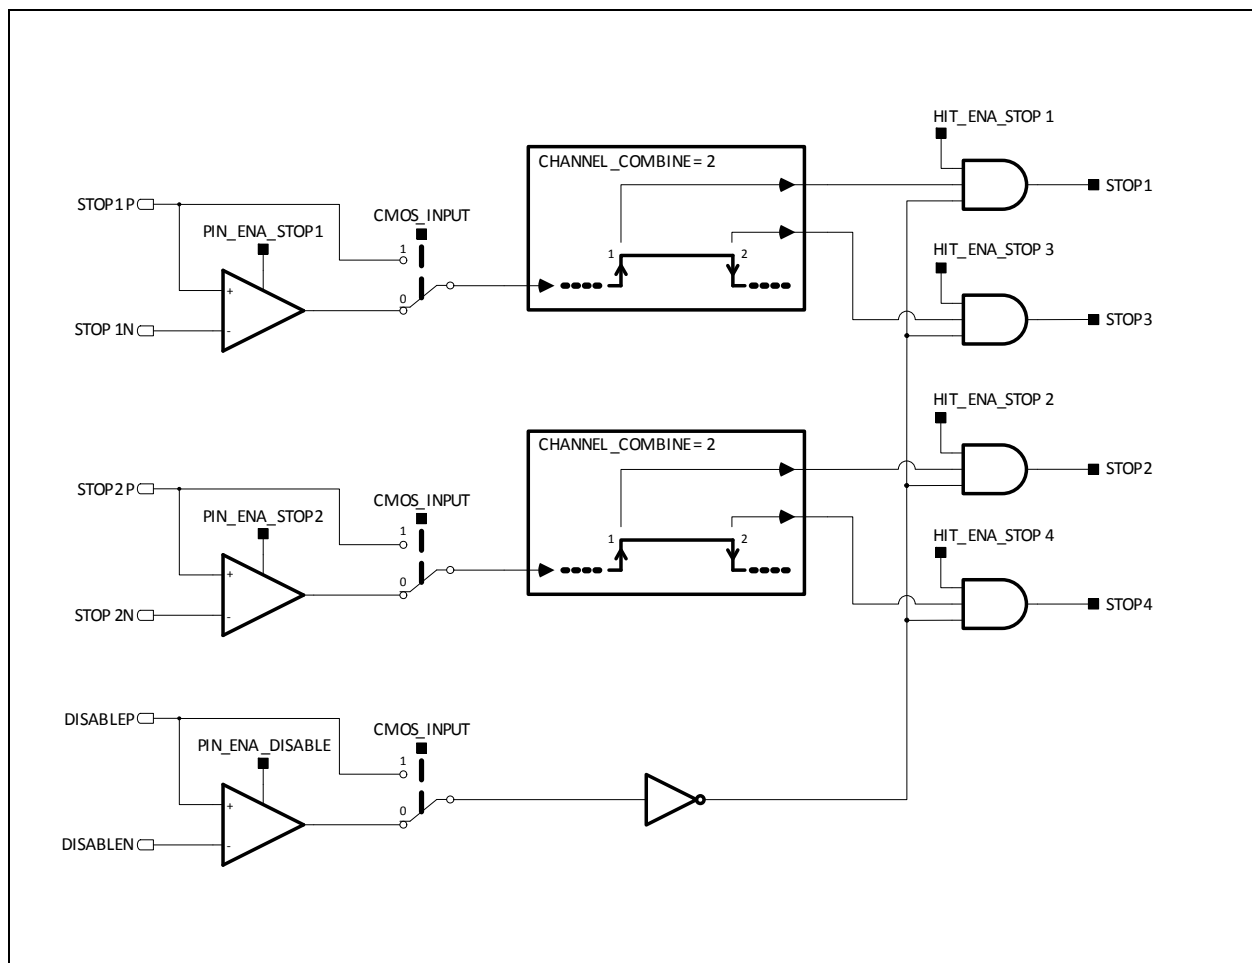 HIT_ENA_STOP 1
CHANNEL_COMBINE = 2
STOP1
STOP1P
CMOS_INPUT
PIN_ENA_STOP1
1
1
2
HIT_ENA_STOP 3
+
0
STOP3
STOP 1N
-
HIT_ENA_STOP 2
CHANNEL_COMBINE = 2
STOP2
STOP2P
CMOS_INPUT
PIN_ENA_STOP2
1
1
2
HIT_ENA_STOP 4
+
0
STOP4
STOP 2N
-
DISABLEP
CMOS_INPUT
PIN_ENA_DISABLE
1
+
0
DISABLEN
-